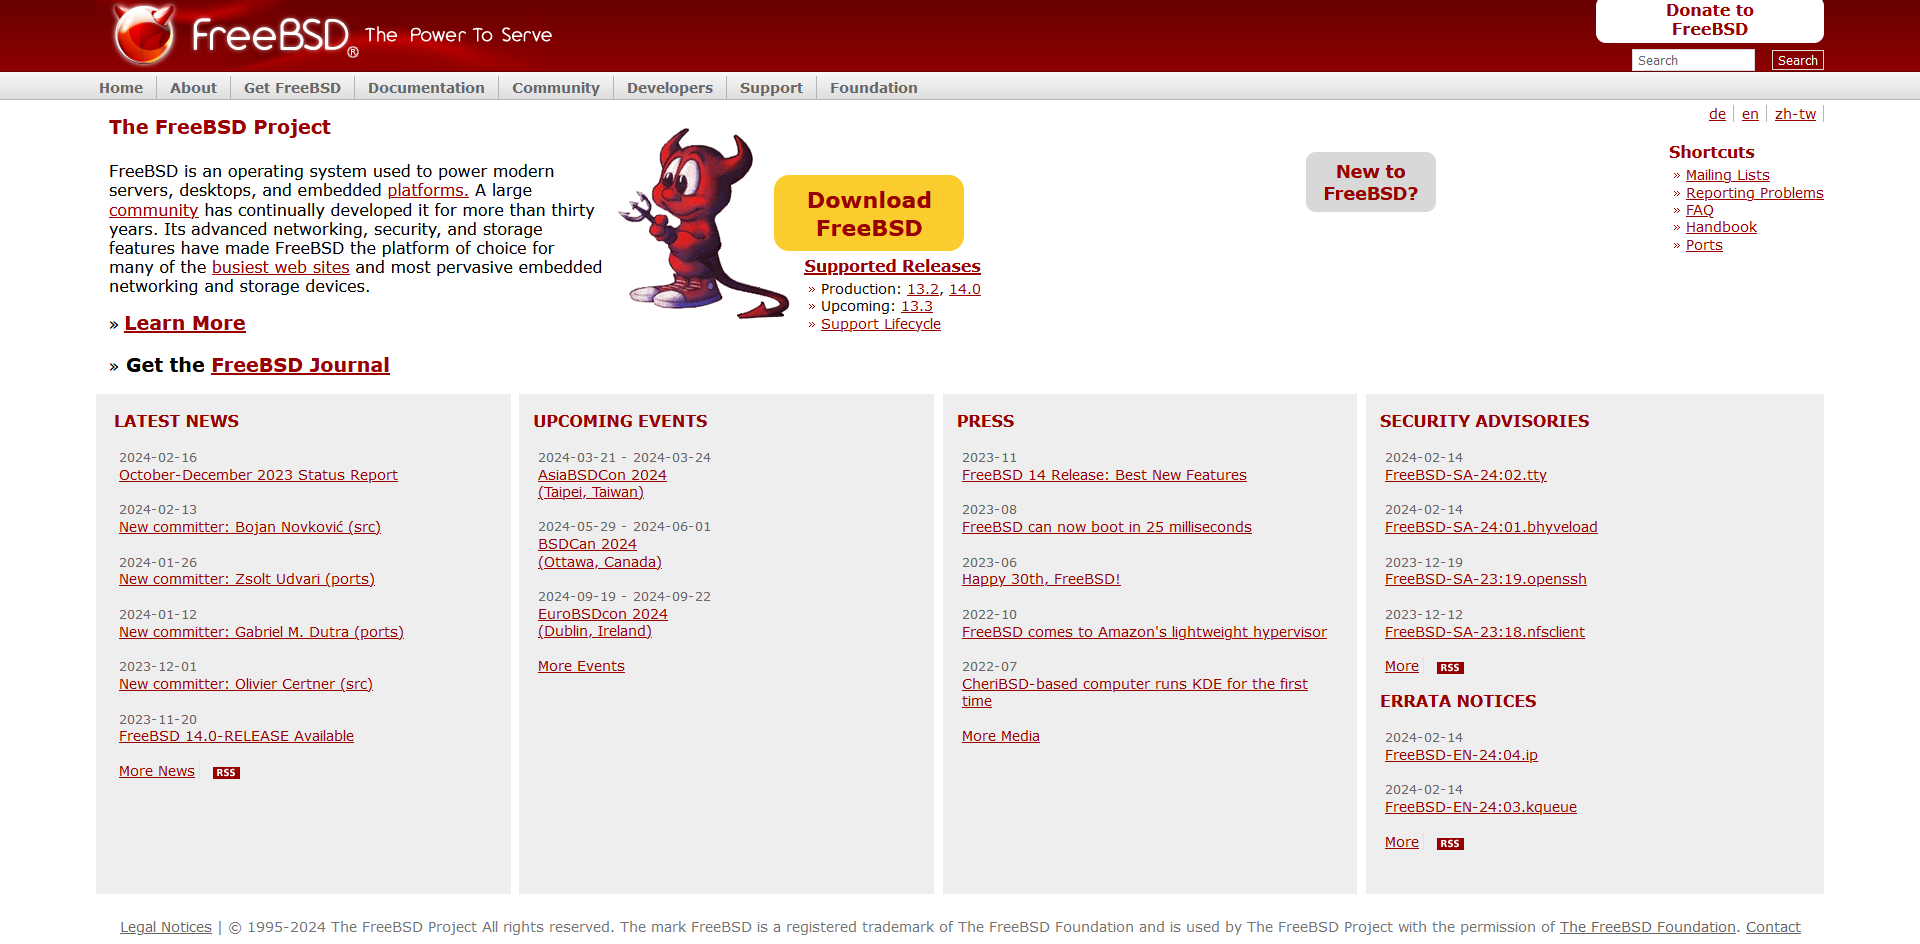 FreeBSD® The Power To Serve
Donate to
FreeBSD
Search Search
Home About Get FreeBSD Documentation Community Developers Support Foundation
de en zh-tw
The FreeBSD Project
FreeBSD is an operating system used to power modern
servers, desktops, and embedded platforms. A large
community has continually developed it for more than thirty
years. Its advanced networking, security, and storage
features have made FreeBSD the platform of choice for
many of the busiest web sites and most pervasive embedded
networking and storage devices.
» Learn More
» Get the FreeBSD Journal
Download
FreeBSD
Supported Releases
» Production: 13.2, 14.0
» Upcoming: 13.3
» Support Lifecycle
New to
FreeBSD?
Shortcuts
» Mailing Lists
» Reporting Problems
» FAQ
» Handbook
» Ports
LATEST NEWS
2024-02-16
October-December 2023 Status Report
2024-02-13
New committer: Bojan Novković (src)
2024-01-26
New committer: Zsolt Udvari (ports)
2024-01-12
New committer: Gabriel M. Dutra (ports)
2023-12-01
New committer: Olivier Certner (src)
2023-11-20
FreeBSD 14.0-RELEASE Available
More News RSS
UPCOMING EVENTS
2024-03-21 - 2024-03-24
AsiaBSDCon 2024
(Taipei, Taiwan)
2024-05-29 - 2024-06-01
BSDCan 2024
(Ottawa, Canada)
2024-09-19 - 2024-09-22
EuroBSDcon 2024
(Dublin, Ireland)
More Events
PRESS
2023-11
FreeBSD 14 Release: Best New Features
2023-08
FreeBSD can now boot in 25 milliseconds
2023-06
Happy 30th, FreeBSD!
2022-10
FreeBSD comes to Amazon's lightweight hypervisor
2022-07
CheriBSD-based computer runs KDE for the first
time
More Media
SECURITY ADVISORIES
2024-02-14
FreeBSD-SA-24:02.tty
2024-02-14
FreeBSD-SA-24:01.bhyveload
2023-12-19
FreeBSD-SA-23:19.openssh
2023-12-12
FreeBSD-SA-23:18.nfsclient
More RSS
ERRATA NOTICES
2024-02-14
FreeBSD-EN-24:04.ip
2024-02-14
FreeBSD-EN-24:03.kqueue
More RSS
Legal Notices | © 1995-2024 The FreeBSD Project All rights reserved. The mark FreeBSD is a registered trademark of The FreeBSD Foundation and is used by The FreeBSD Project with the permission of The FreeBSD Foundation. Contact